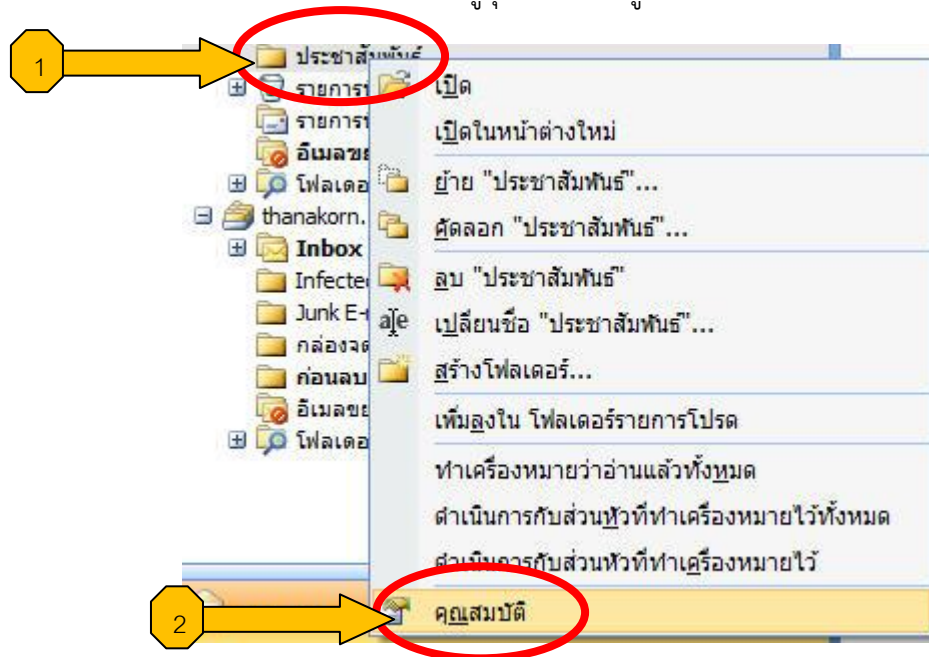 1
ประชาสัมพันธ์
รายการ
รายการ
อีเมลขย
โฟลเดอ
thanakorn.
Inbox
Infecte
Junk E-
กล่องจด
ก่อนลบ
อีเมลขย
โฟลเดอ
เปิด
เปิดในหน้าต่างใหม่
ย้าย "ประชาสัมพันธ์"...
คัดลอก "ประชาสัมพันธ์"...
ลบ "ประชาสัมพันธ์"
เปลี่ยนชื่อ "ประชาสัมพันธ์"...
สร้างโฟลเดอร์...
เพิ่มลงใน โฟลเดอร์รายการโปรด
ทำเครื่องหมายว่าอ่านแล้วทั้งหมด
ดำเนินการกับส่วนหัวที่ทำเครื่องหมายไว้ทั้งหมด
ดำเนินการกับส่วนหัวที่ทำเครื่องหมายไว้
2
คุณสมบัติ